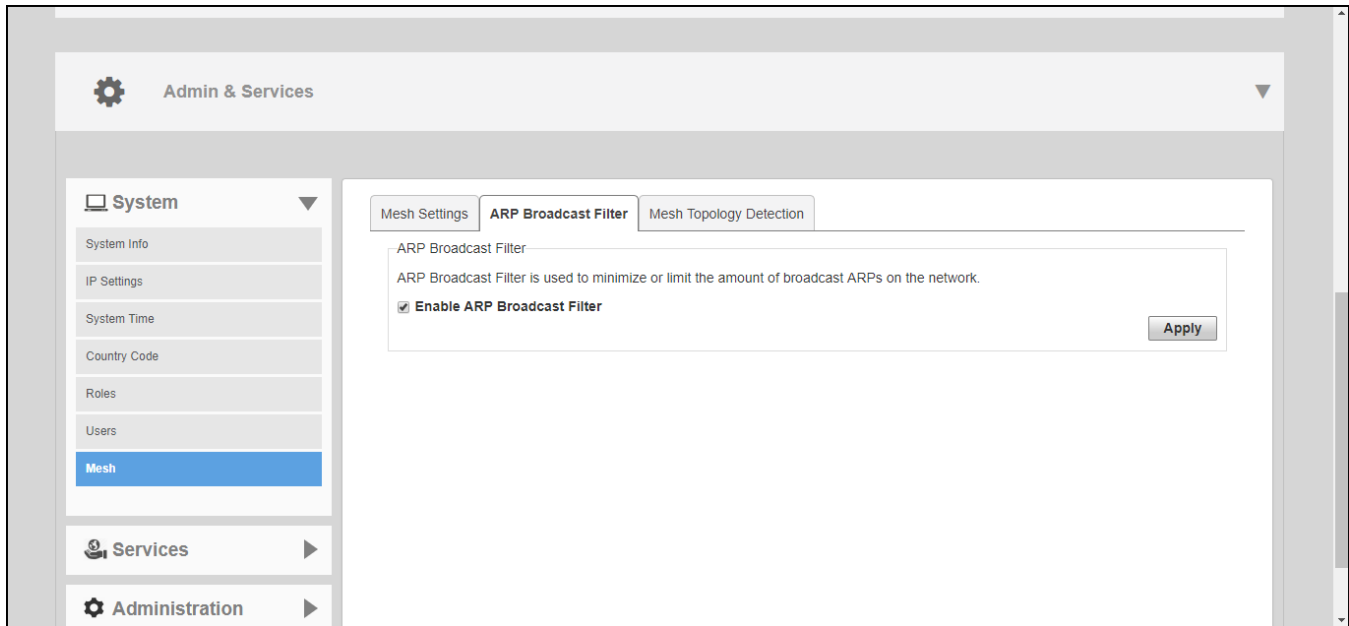 Admin & Services
System
System Info
IP Settings
System Time
Country Code
Roles
Users
Mesh
Services
Administration
Mesh Settings
ARP Broadcast Filter
Mesh Topology Detection
ARP Broadcast Filter
ARP Broadcast Filter is used to minimize or limit the amount of broadcast ARPs on the network.
Enable ARP Broadcast Filter
Apply